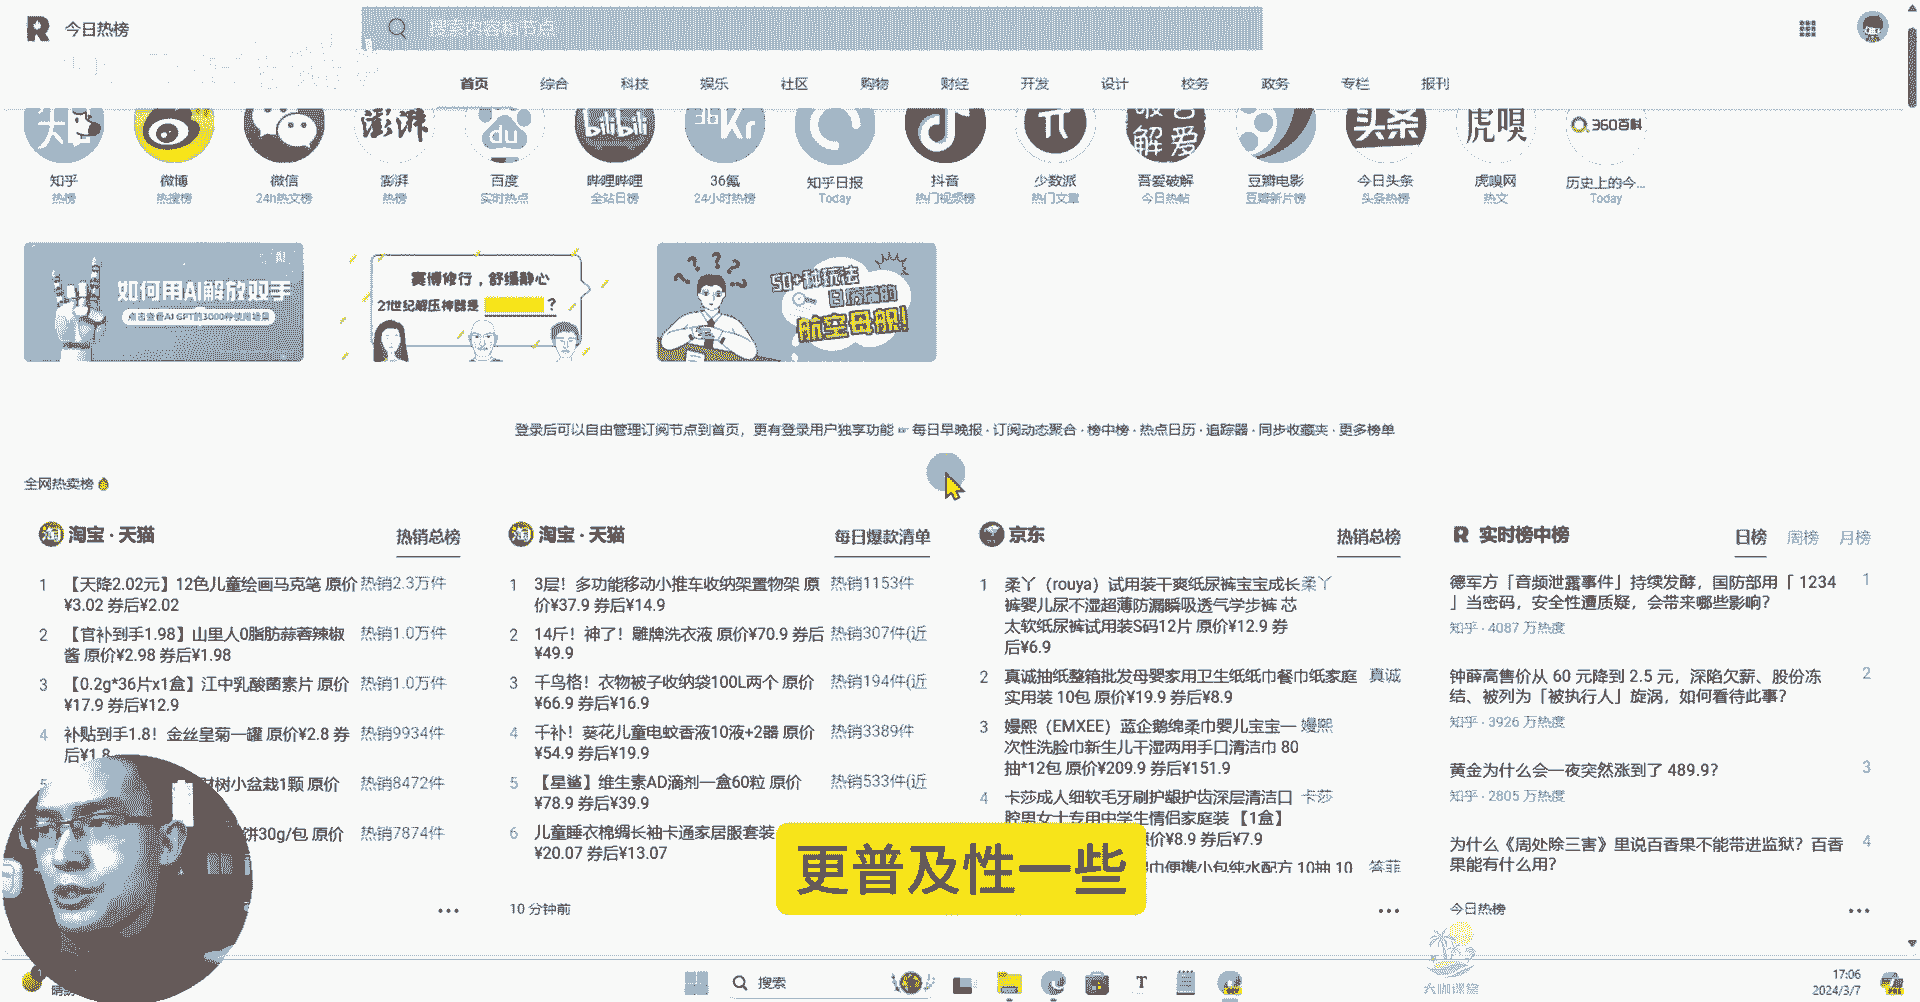 今日热榜
搜索内容和节点
首页 综合 科技 娱乐 社区 购物 财经 开发 设计 校务 政务 专栏 报刊
du bilibili 36Kr 头条 虎嗅 360百科
澎湃
解 爱
知乎 微博 微信 澎湃 百度 哔哩哔哩 36氪 知乎日报 抖音 少数派 吾爱破解 豆瓣电影 今日头条 虎嗅网 历史上的今...
热榜 热搜榜 24h热文榜 热榜 实时热点 全站日榜 24小时热榜 Today 热门视频榜 热门文章 今日热帖 豆瓣新片榜 头条热榜 热文 Today
如何用AI解放双手
点击查看AI GPT的3000种使用场景
赛博修行，舒缓静心
21世纪解压神器是 ?
50+种玩法
日历届的
航空母舰!
登录后可以自由管理订阅节点到首页，更有登录用户独享功能 ☞ 每日早晚报 · 订阅动态聚合 · 榜中榜 · 热点日历 · 追踪器 · 同步收藏夹 · 更多榜单
全网热卖榜
淘宝 · 天猫 热销总榜
1 【天降2.02元】12色儿童绘画马克笔 原价 热销2.3万件
¥3.02 券后¥2.02
2 【官补到手1.98】山里人0脂肪蒜蓉辣椒 热销1.0万件
酱 原价¥2.98 券后¥1.98
3 【0.2g*36片x1盒】江中乳酸菌素片 原价 热销1.0万件
¥17.9 券后¥12.9
4 补贴到手1.8！金丝皇菊一罐 原价¥2.8 券 热销9934件
后¥1.8
5 树小盆栽1颗 原价 热销8472件
饼30g/包 原价 热销7874件
淘宝 · 天猫 每日爆款清单
1 3层！多功能移动小推车收纳架置物架 原 热销1153件
价¥37.9 券后¥14.9
2 14斤！神了！雕牌洗衣液 原价¥70.9 券后 热销307件(近
¥49.9
3 千鸟格！衣物被子收纳袋100L两个 原价 热销194件(近
¥66.9 券后¥16.9
4 千补！葵花儿童电蚊香液10液+2器 原价 热销3389件
¥54.9 券后¥19.9
5 【星鲨】维生素AD滴剂一盒60粒 原价 热销533件(近
¥78.9 券后¥39.9
6 儿童睡衣棉绸长袖卡通家居服套装
¥20.07 券后¥13.07
10 分钟前
京东 热销总榜
1 柔丫（rouya）试用装干爽纸尿裤宝宝成长 柔丫
裤婴儿尿不湿超薄防漏瞬吸透气学步裤 芯
太软纸尿裤试用装S码12片 原价¥12.9 券
后¥6.9
2 真诚抽纸整箱批发母婴家用卫生纸纸巾餐巾纸家庭 真诚
实用装 10包 原价¥19.9 券后¥8.9
3 嫚熙（EMXEE）蓝企鹅绵柔巾婴儿宝宝一 嫚熙
次性洗脸巾新生儿干湿两用手口清洁巾 80
抽*12包 原价¥209.9 券后¥151.9
4 卡莎成人细软毛牙刷护龈护齿深层清洁口 卡莎
腔男女士专用中学生情侣家庭装 【1盒】
价¥8.9 券后¥7.9
巾便携小包纯水配方 10抽 10 答菲
实时榜中榜 日榜 周榜 月榜
德军方「音频泄露事件」持续发酵，国防部用「 1234 1
」当密码，安全性遭质疑，会带来哪些影响？
知乎 · 4087 万热度
钟薛高售价从 60 元降到 2.5 元，深陷欠薪、股份冻 2
结、被列为「被执行人」旋涡，如何看待此事？
知乎 · 3926 万热度
黄金为什么会一夜突然涨到了 489.9？ 3
知乎 · 2805 万热度
为什么《周处除三害》里说百香果不能带进监狱？百香 4
果能有什么用？
今日热榜
更普及性一些
大咖课堂
搜索
17:06
2024/3/7